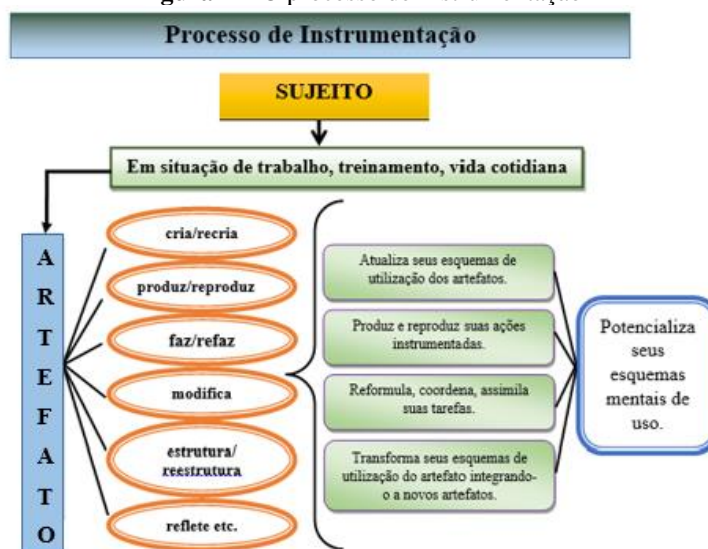 Processo de Instrumentação
SUJEITO
Em situação de trabalho, treinamento, vida cotidiana
A
R
T
E
F
A
T
O
cria/recria
produz/reproduz
faz/refaz
modifica
estrutura/
reestrutura
reflete etc.
Atualiza seus esquemas de
utilização dos artefatos.
Produz e reproduz suas ações
instrumentadas.
Reformula, coordena, assimila
suas tarefas.
Transforma seus esquemas de
utilização do artefato integrando-
o a novos artefatos.
Potencializa
seus
esquemas
mentais de
uso.